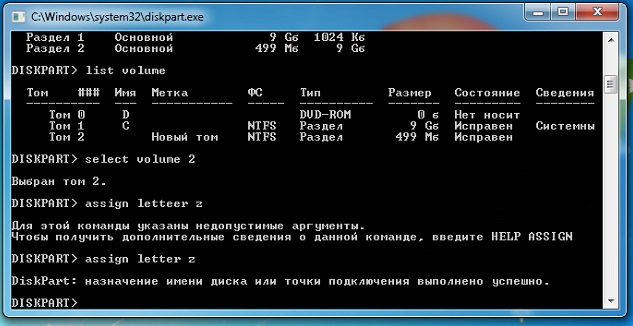 C:\Windows\system32\diskpart.exe
Раздел 1 Основной 9 Gб 1024 Kб
Раздел 2 Основной 499 Mб 9 Gб
DISKPART> list volume
Том ### Имя Метка ФС Тип Размер Состояние Сведения
Том 0 D DVD-ROM 0 б Нет носит
Том 1 C NTFS Раздел 9 Gб Исправен Системны
Том 2 Новый том NTFS Раздел 499 Mб Исправен
DISKPART> select volume 2
Выбран том 2.
DISKPART> assign letteer z
Для этой команды указаны недопустимые аргументы.
Чтобы получить дополнительные сведения о данной команде, введите HELP ASSIGN
DISKPART> assign letter z
DiskPart: назначение имени диска или точки подключения выполнено успешно.
DISKPART>